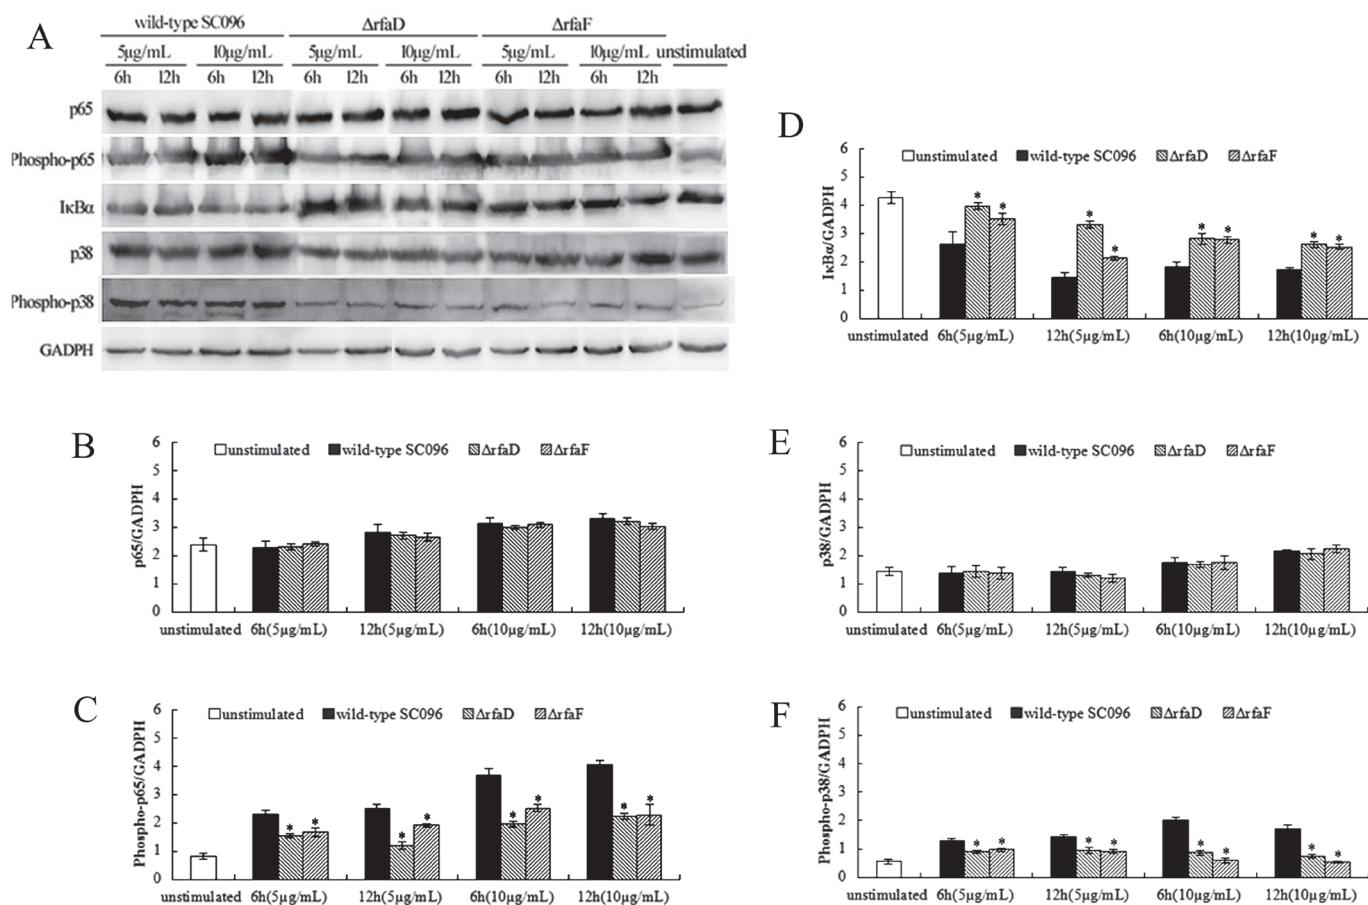 A
wild-type SC096 ΔrfaD ΔrfaF
5μg/mL 10μg/mL 5μg/mL 10μg/mL 5μg/mL 10μg/mL unstimulated
6h 12h 6h 12h 6h 12h 6h 12h 6h 12h 6h 12h
p65
Phospho-p65
IκBα
p38
Phospho-p38
GADPH
B
unstimulated wild-type SC096 ΔrfaD ΔrfaF
p65/GADPH
6
5
4
3
2
1
0
unstimulated 6h(5μg/mL) 12h(5μg/mL) 6h(10μg/mL) 12h(10μg/mL)
C
unstimulated wild-type SC096 ΔrfaD ΔrfaF
Phospho-p65/GADPH
6
5
4
3
2
1
0
* * * * * * * *
unstimulated 6h(5μg/mL) 12h(5μg/mL) 6h(10μg/mL) 12h(10μg/mL)
D
unstimulated wild-type SC096 ΔrfaD ΔrfaF
IκBα/GADPH
6
5
4
3
2
1
0
* * * * * * * *
unstimulated 6h(5μg/mL) 12h(5μg/mL) 6h(10μg/mL) 12h(10μg/mL)
E
unstimulated wild-type SC096 ΔrfaD ΔrfaF
p38/GADPH
6
5
4
3
2
1
0
unstimulated 6h(5μg/mL) 12h(5μg/mL) 6h(10μg/mL) 12h(10μg/mL)
F
unstimulated wild-type SC096 ΔrfaD ΔrfaF
Phospho-p38/GADPH
6
5
4
3
2
1
0
* * * * * * * *
unstimulated 6h(5μg/mL) 12h(5μg/mL) 6h(10μg/mL) 12h(10μg/mL)